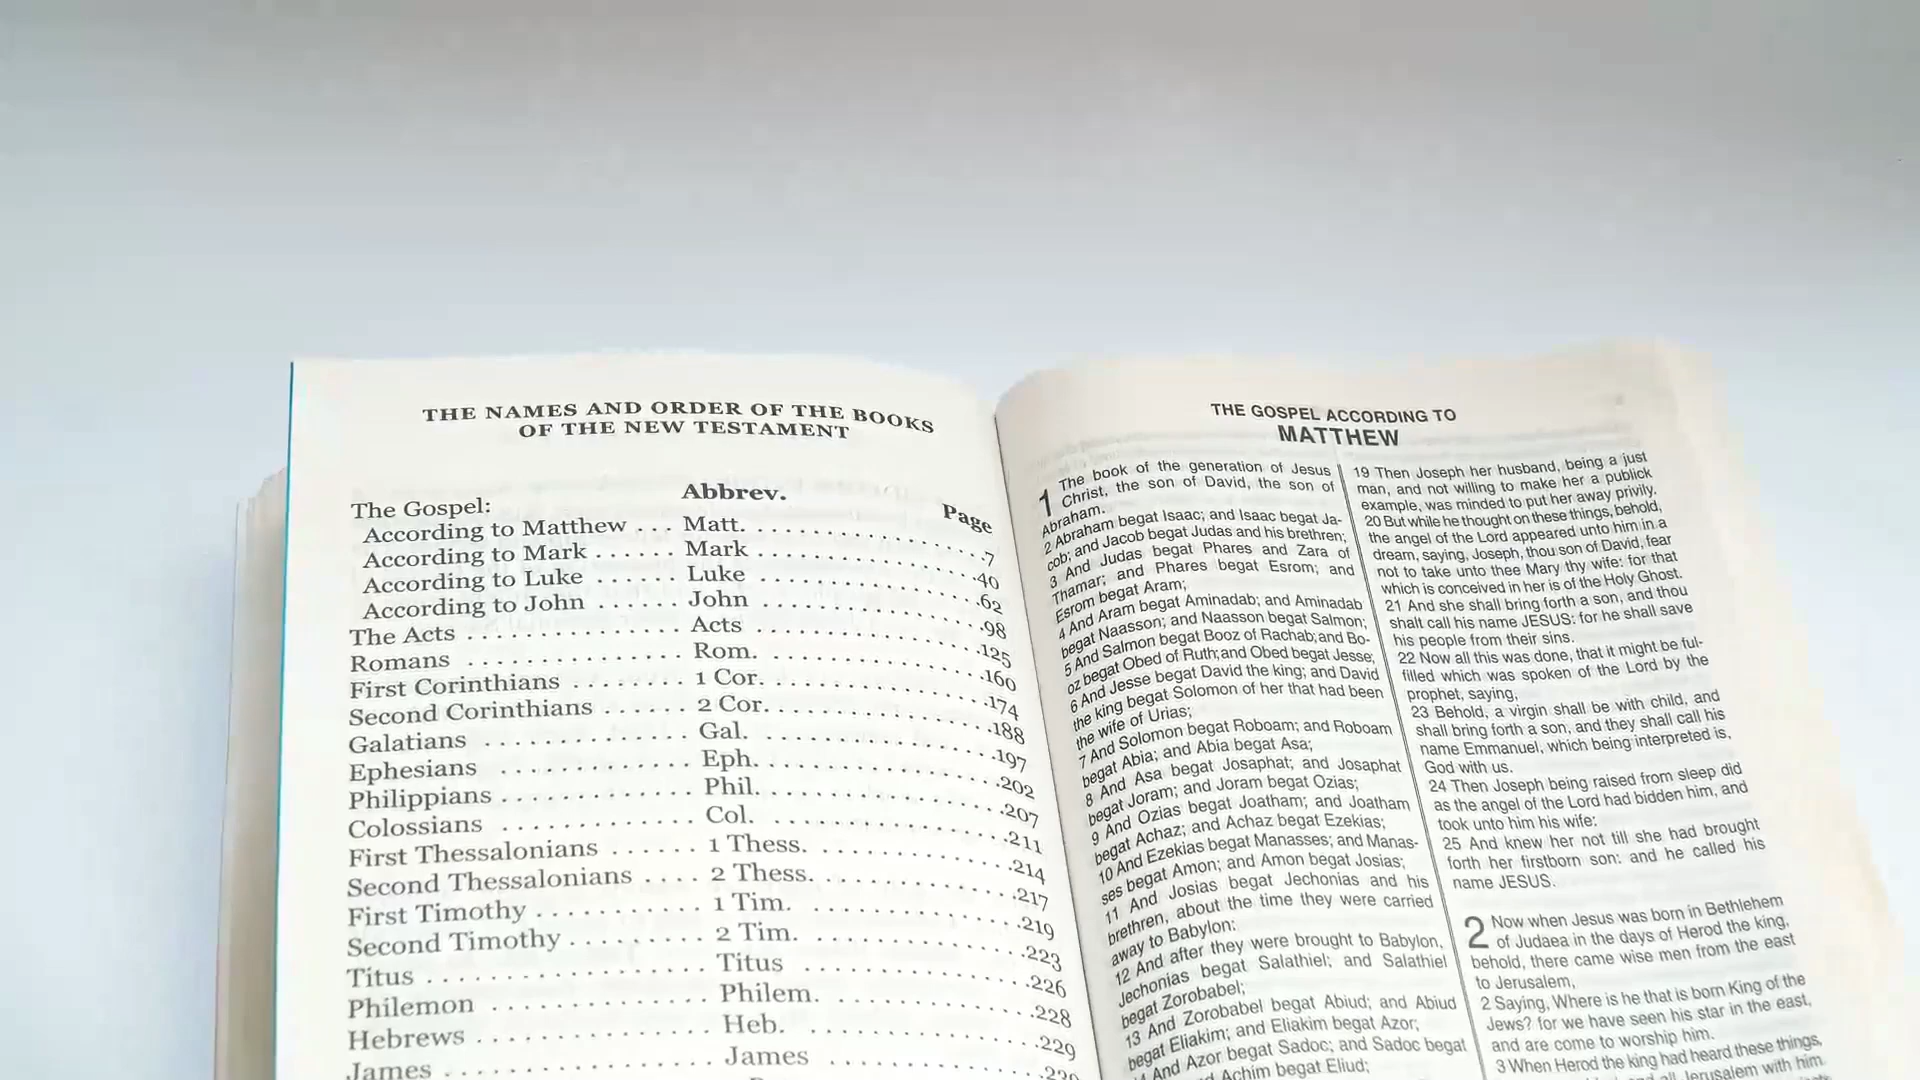 THE NAMES AND ORDER OF THE BOOKS
OF THE NEW TESTAMENT
Abbrev.
Page
The Gospel:
According to Matthew . . . Matt. . . . . . . . . . . . . . . . . . .7
According to Mark . . . . . . Mark . . . . . . . . . . . . . . . . . .40
According to Luke . . . . . . Luke . . . . . . . . . . . . . . . . . .62
According to John . . . . . . John . . . . . . . . . . . . . . . . . .98
The Acts . . . . . . . . . . . . . . . Acts . . . . . . . . . . . . . . . . . .125
Romans . . . . . . . . . . . . . . . Rom. . . . . . . . . . . . . . . . . .160
First Corinthians . . . . . . . . 1 Cor. . . . . . . . . . . . . . . . . .174
Second Corinthians . . . . . . 2 Cor. . . . . . . . . . . . . . . . . .188
Galatians . . . . . . . . . . . . . . Gal. . . . . . . . . . . . . . . . . .197
Ephesians . . . . . . . . . . . . . Eph. . . . . . . . . . . . . . . . . .202
Philippians . . . . . . . . . . . . . Phil. . . . . . . . . . . . . . . . . .207
Colossians . . . . . . . . . . . . . Col. . . . . . . . . . . . . . . . . .211
First Thessalonians . . . . . . 1 Thess. . . . . . . . . . . . . . . .214
Second Thessalonians . . . . 2 Thess. . . . . . . . . . . . . . . .217
First Timothy . . . . . . . . . . . 1 Tim. . . . . . . . . . . . . . . . .219
Second Timothy . . . . . . . . . 2 Tim. . . . . . . . . . . . . . . . .223
Titus . . . . . . . . . . . . . . . . . Titus . . . . . . . . . . . . . . . .226
Philemon . . . . . . . . . . . . . . Philem. . . . . . . . . . . . . . . .228
Hebrews . . . . . . . . . . . . . . . Heb. . . . . . . . . . . . . . . . .229
James . . . . . . . . . . . . . . . . . James . . . . . . . . . . . . . . .
THE GOSPEL ACCORDING TO
MATTHEW
1 The book of the generation of Jesus
Christ, the son of David, the son of
Abraham.
2 Abraham begat Isaac; and Isaac begat Ja-
cob; and Jacob begat Judas and his brethren;
3 And Judas begat Phares and Zara of
Thamar; and Phares begat Esrom; and
Esrom begat Aram;
4 And Aram begat Aminadab; and Aminadab
begat Naasson; and Naasson begat Salmon;
5 And Salmon begat Booz of Rachab; and Bo-
oz begat Obed of Ruth; and Obed begat Jesse;
6 And Jesse begat David the king; and David
the king begat Solomon of her that had been
the wife of Urias;
7 And Solomon begat Roboam; and Roboam
begat Abia; and Abia begat Asa;
8 And Asa begat Josaphat; and Josaphat
begat Joram; and Joram begat Ozias;
9 And Ozias begat Joatham; and Joatham
begat Achaz; and Achaz begat Ezekias;
10 And Ezekias begat Manasses; and Manas-
ses begat Amon; and Amon begat Josias;
11 And Josias begat Jechonias and his
brethren, about the time they were carried
away to Babylon:
12 And after they were brought to Babylon,
Jechonias begat Salathiel; and Salathiel
begat Zorobabel;
13 And Zorobabel begat Abiud; and Abiud
begat Eliakim; and Eliakim begat Azor;
And Azor begat Sadoc; and Sadoc begat
Achim begat Eliud;
19 Then Joseph her husband, being a just
man, and not willing to make her a publick
example, was minded to put her away privily.
20 But while he thought on these things, behold,
the angel of the Lord appeared unto him in a
dream, saying, Joseph, thou son of David, fear
not to take unto thee Mary thy wife: for that
which is conceived in her is of the Holy Ghost.
21 And she shall bring forth a son, and thou
shalt call his name JESUS: for he shall save
his people from their sins.
22 Now all this was done, that it might be ful-
filled which was spoken of the Lord by the
prophet, saying,
23 Behold, a virgin shall be with child, and
shall bring forth a son, and they shall call his
name Emmanuel, which being interpreted is,
God with us.
24 Then Joseph being raised from sleep did
as the angel of the Lord had bidden him, and
took unto him his wife:
25 And knew her not till she had brought
forth her firstborn son: and he called his
name JESUS.
2 Now when Jesus was born in Bethlehem
of Judaea in the days of Herod the king,
behold, there came wise men from the east
to Jerusalem,
2 Saying, Where is he that is born King of the
Jews? for we have seen his star in the east,
and are come to worship him.
3 When Herod the king had heard these things,
all Jerusalem with him.